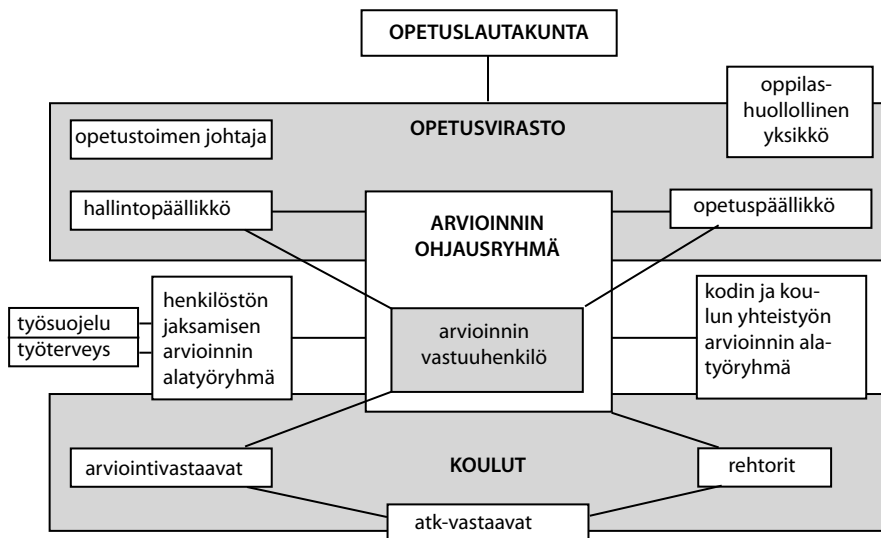 OPETUSLAUTAKUNTA
oppilas-
huollollinen
yksikkö
OPETUSVIRASTO
opetustoimen johtaja
hallintopäällikkö
ARVIOINNIN
OHJAUSRYHMÄ
opetuspäällikkö
työsuojelu
työterveys
henkilöstön
jaksamisen
arvioinnin
alatyöryhmä
arvioinnin
vastuuhenkilö
kodin ja kou-
lun yhteistyön
arvioinnin ala-
työryhmä
arviointivastaavat
KOULUT
rehtorit
atk-vastaavat